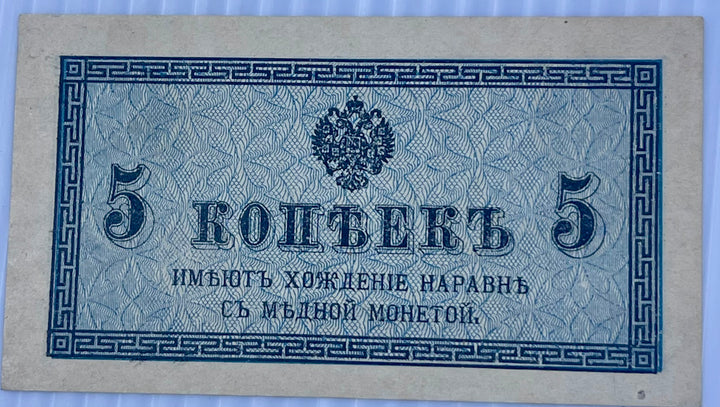 5 КОПѢЕКЪ 5
ИМѢЮТЪ ХОЖДЕНІЕ НАРАВНѢ
СЪ МѢДНОЙ МОНЕТОЙ.